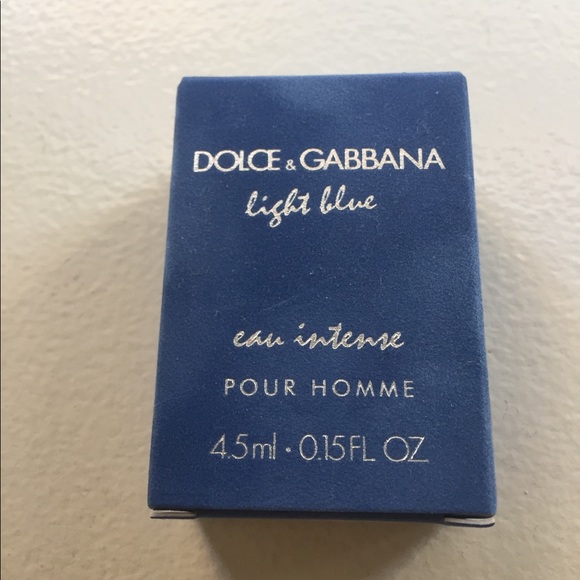 DOLCE & GABBANA
light blue
eau intense
POUR HOMME
4.5ml · 0.15FL OZ